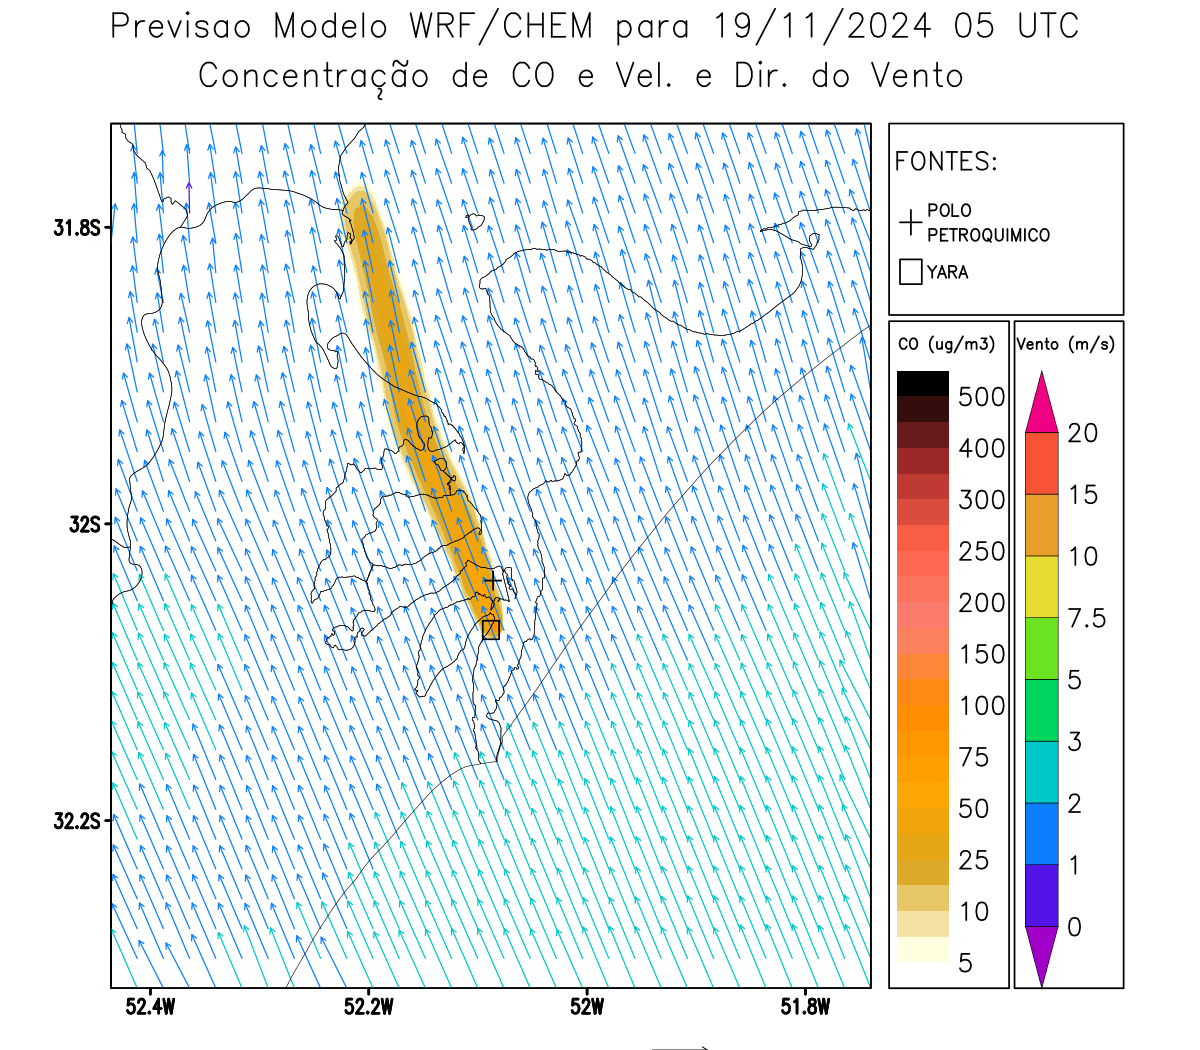 Previsao Modelo WRF/CHEM para 19/11/2024 05 UTC
Concentração de CO e Vel. e Dir. do Vento
FONTES:
POLO
PETROQUIMICO
YARA
CO (ug/m3)
500
400
300
250
200
150
100
75
50
25
10
5
Vento (m/s)
20
15
10
7.5
5
3
2
1
0
31.8S
32S
32.2S
52.4W
52.2W
52W
51.8W